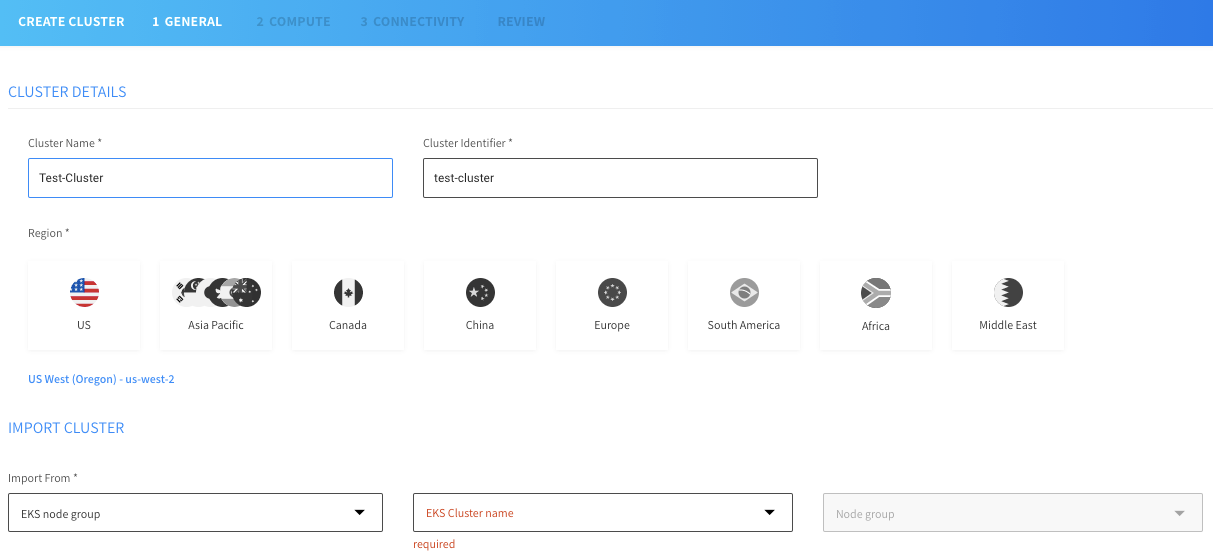 CREATE CLUSTER 1 GENERAL 2 COMPUTE 3 CONNECTIVITY REVIEW
CLUSTER DETAILS
Cluster Name * Cluster Identifier *
Test-Cluster test-cluster
Region *
US Asia Pacific Canada China Europe South America Africa Middle East
US West (Oregon) - us-west-2
IMPORT CLUSTER
Import From *
EKS node group EKS Cluster name Node group
required